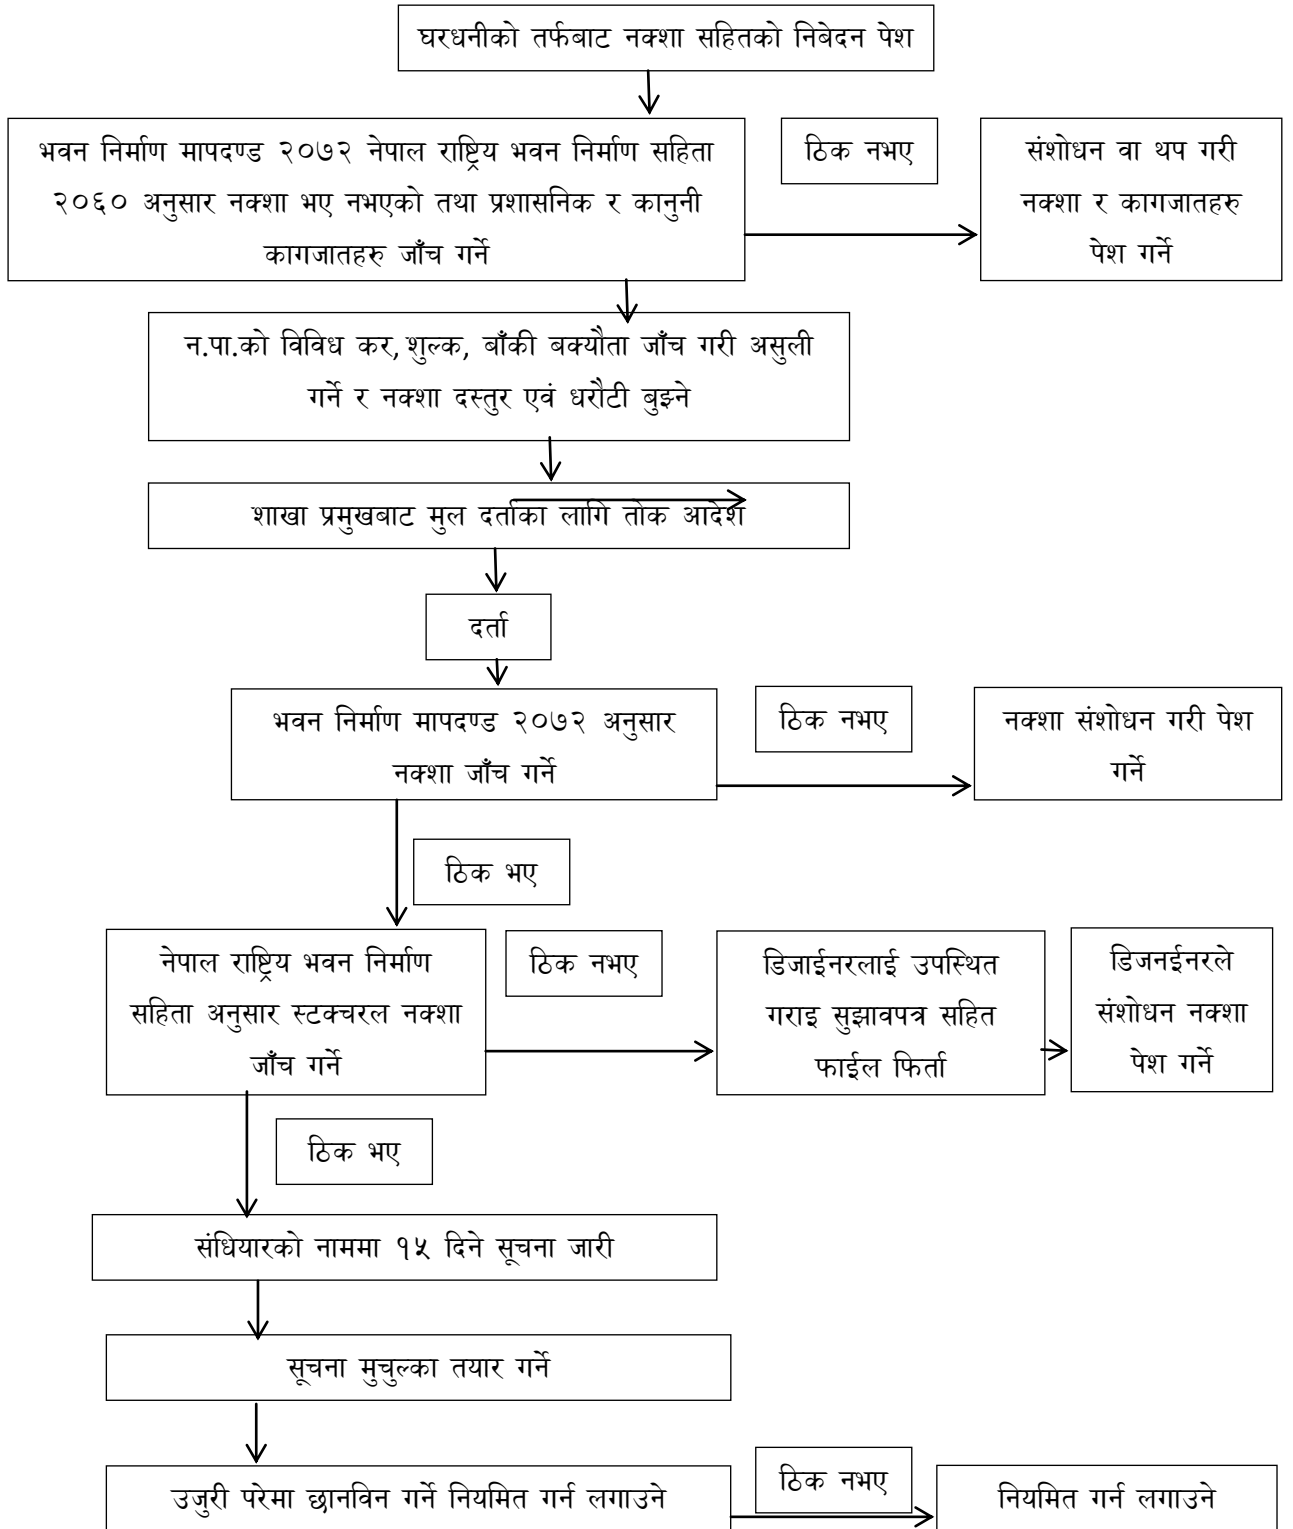 घरधनीको तर्फबाट नक्शा सहितको निबेदन पेश
भवन निर्माण मापदण्ड २०७२ नेपाल राष्ट्रिय भवन निर्माण सहिता
२०६० अनुसार नक्शा भए नभएको तथा प्रशासनिक र कानुनी
कागजातहरु जाँच गर्ने
ठिक नभए
संशोधन वा थप गरी
नक्शा र कागजातहरु
पेश गर्ने
न.पा.को विविध कर, शुल्क, बाँकी बक्यौता जाँच गरी असुली
गर्ने र नक्शा दस्तुर एवं धरौटी बुझ्ने
शाखा प्रमुखबाट मुल दर्ताका लागि तोक आदेश
दर्ता
भवन निर्माण मापदण्ड २०७२ अनुसार
नक्शा जाँच गर्ने
ठिक नभए
नक्शा संशोधन गरी पेश
गर्ने
ठिक भए
नेपाल राष्ट्रिय भवन निर्माण
सहिता अनुसार स्टक्चरल नक्शा
जाँच गर्ने
ठिक नभए
डिजाईनरलाई उपस्थित
गराइ सुझावपत्र सहित
फाईल फिर्ता
डिजनईनरले
संशोधन नक्शा
पेश गर्ने
ठिक भए
संधियारको नाममा १५ दिने सूचना जारी
सूचना मुचुल्का तयार गर्ने
उजुरी परेमा छानविन गर्ने नियमित गर्न लगाउने
ठिक नभए
नियमित गर्न लगाउने